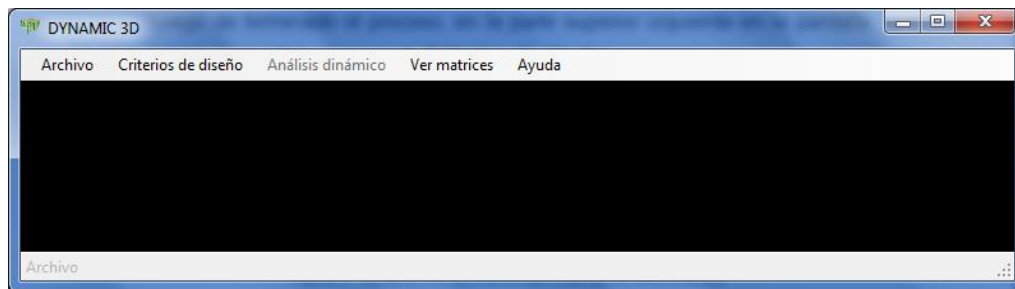 DYNAMIC 3D
Archivo Criterios de diseño Análisis dinámico Ver matrices Ayuda
Archivo